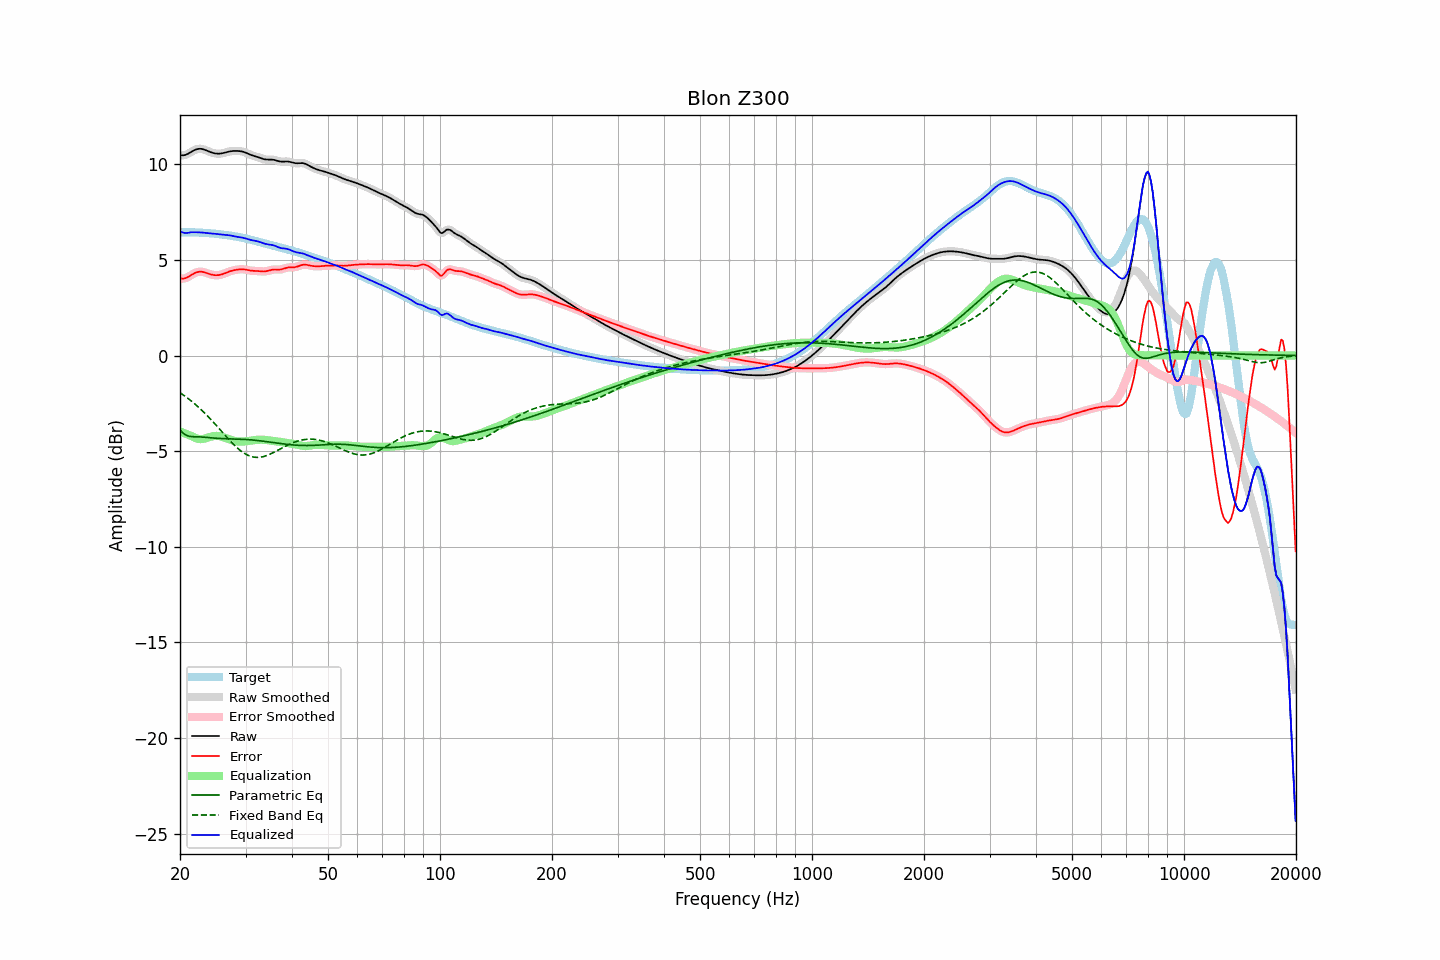 Blon Z300
Amplitude (dBr)
10
5
0
−5
−10
−15
−20
−25
Target
Raw Smoothed
Error Smoothed
Raw
Error
Equalization
Parametric Eq
Fixed Band Eq
Equalized
20 50 100 200 500 1000 2000 5000 10000 20000
Frequency (Hz)